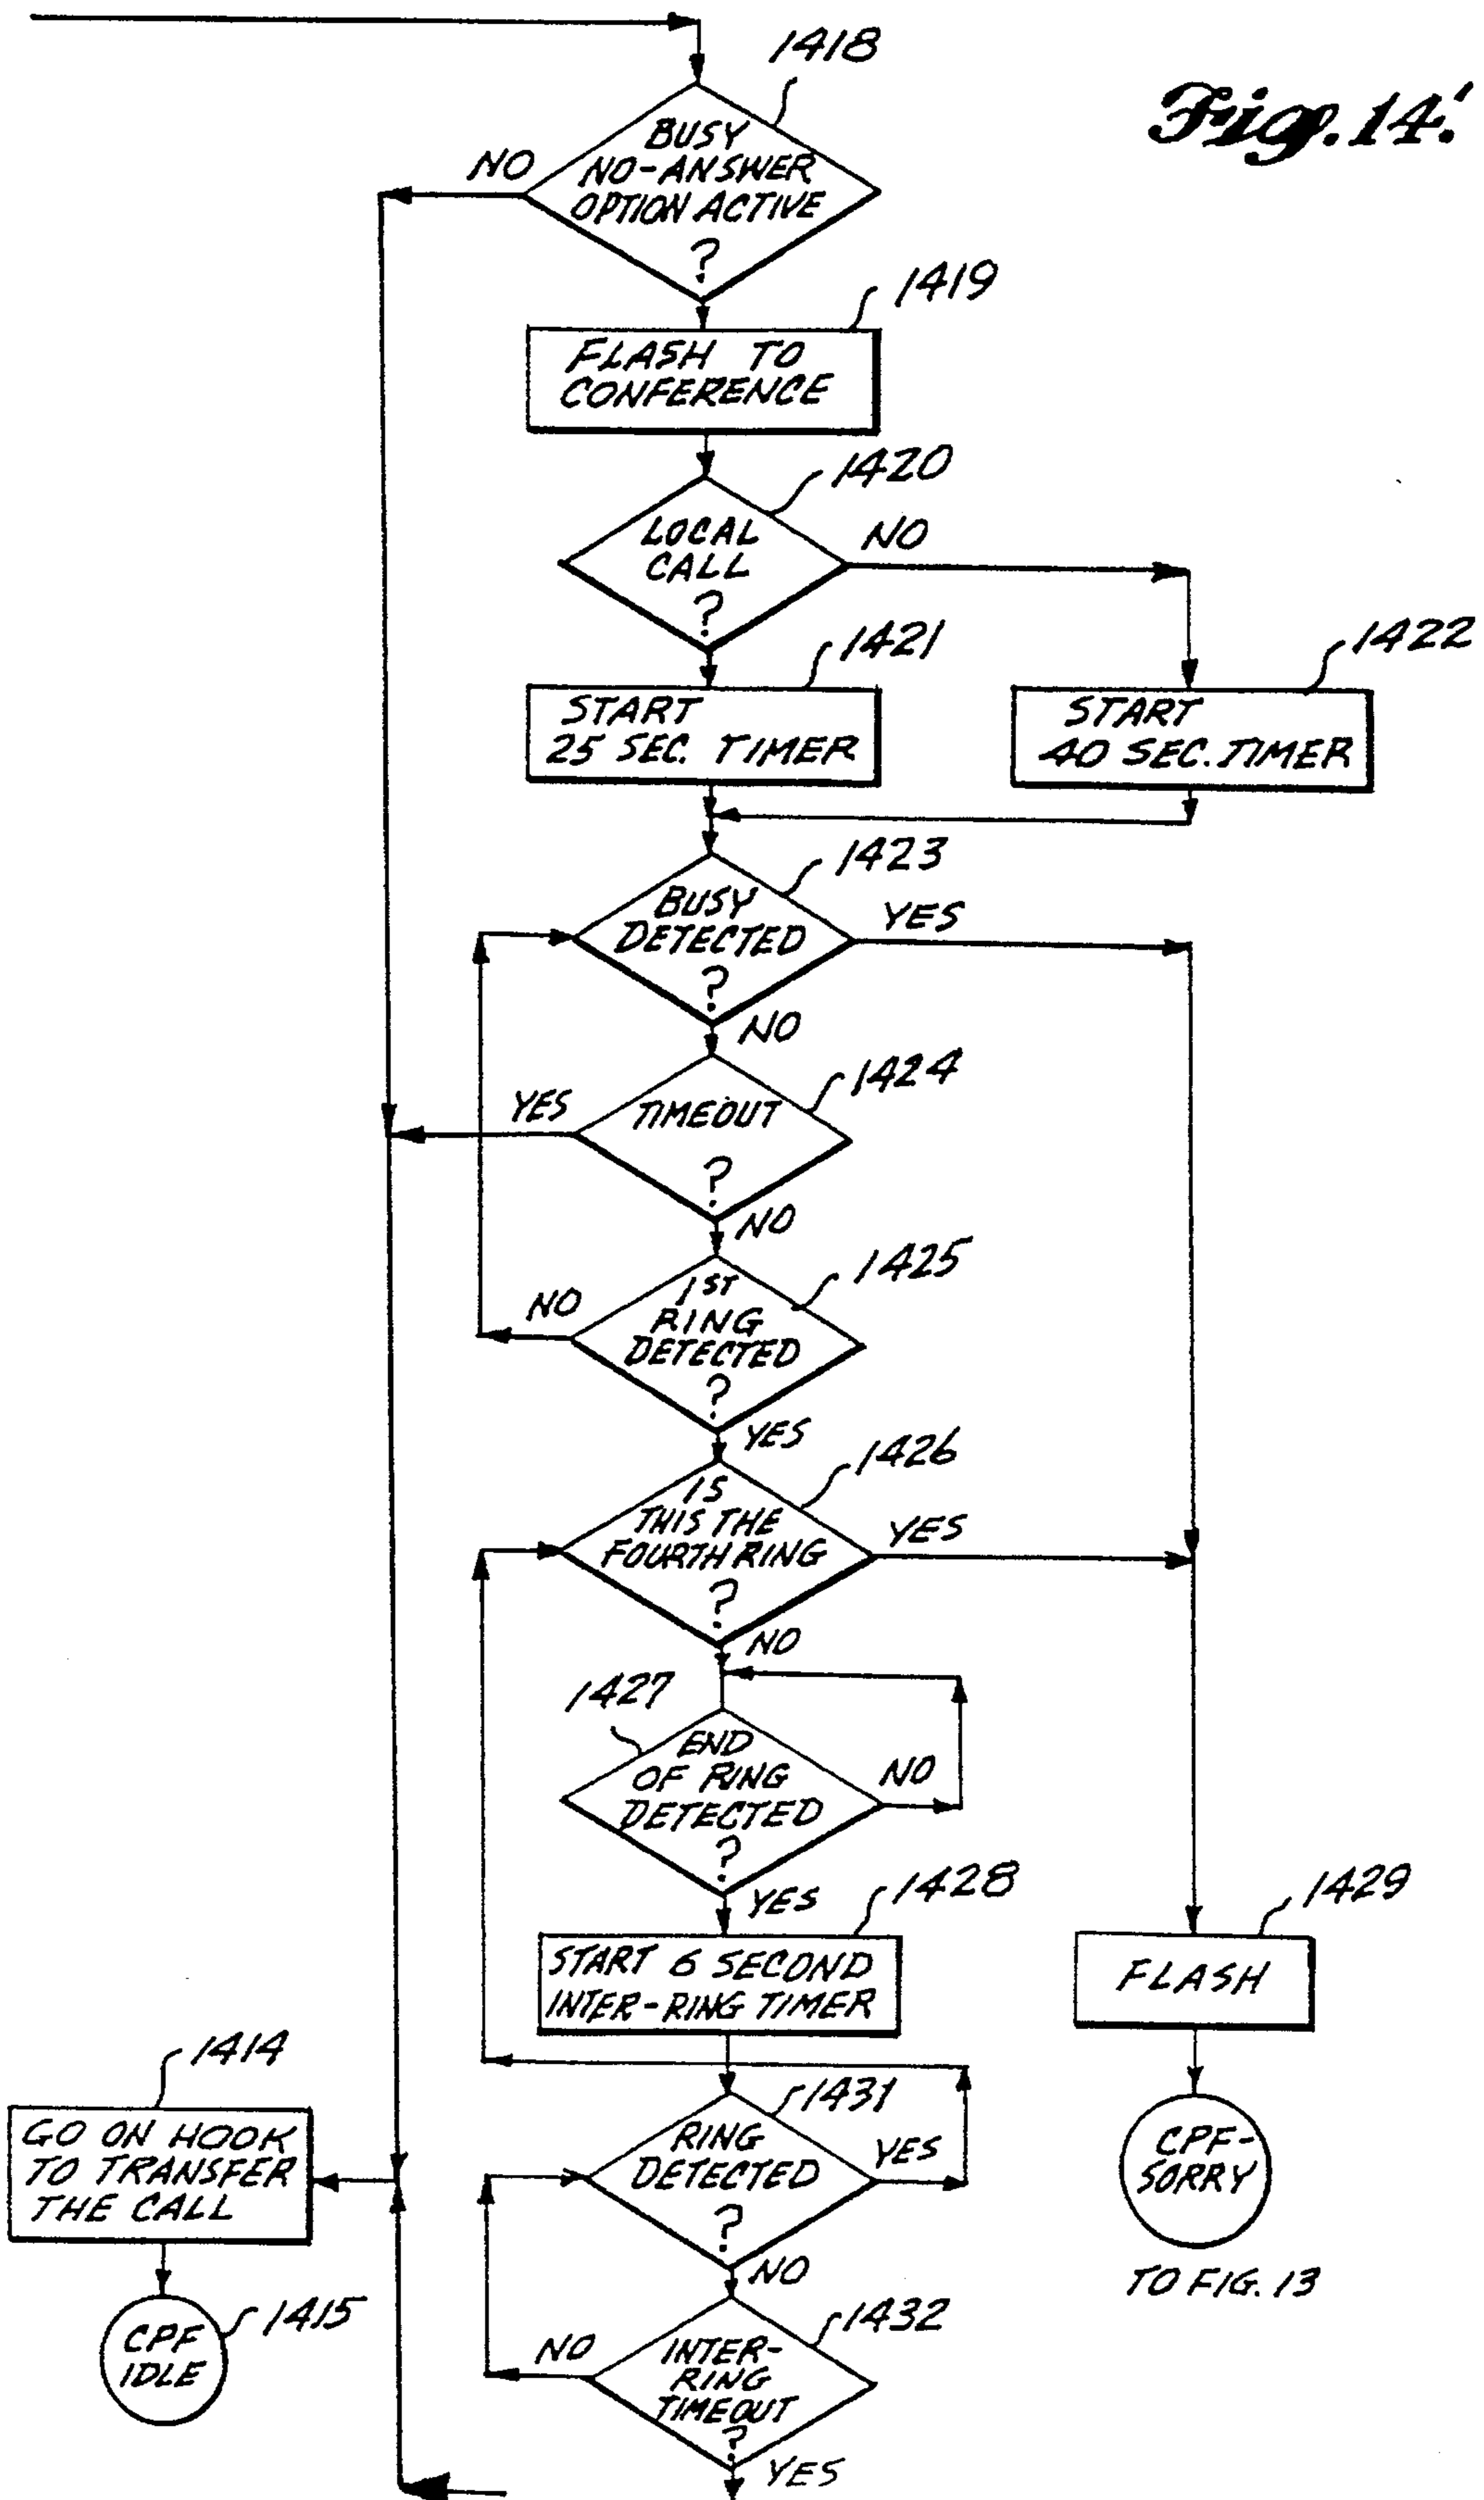 1418
Fig. 14.'
NO
BUSY
NO-ANSWER
OPTION ACTIVE
?
1419
FLASH TO
CONFERENCE
1420
LOCAL
CALL
?
NO
1421
START
25 SEC. TIMER
1422
START
40 SEC. TIMER
1423
BUSY
DETECTED
?
YES
NO
1424
TIMEOUT
?
YES
NO
1425
1ST
RING
DETECTED
?
NO
YES
1426
IS
THIS THE
FOURTH RING
?
YES
NO
1427
END
OF RING
DETECTED
?
NO
YES
1428
START 6 SECOND
INTER-RING TIMER
1429
FLASH
1414
GO ON HOOK
TO TRANSFER
THE CALL
1431
RING
DETECTED
?
YES
NO
CPF-
SORRY
TO FIG. 13
1415
CPF
IDLE
1432
INTER-
RING
TIMEOUT
?
NO
YES